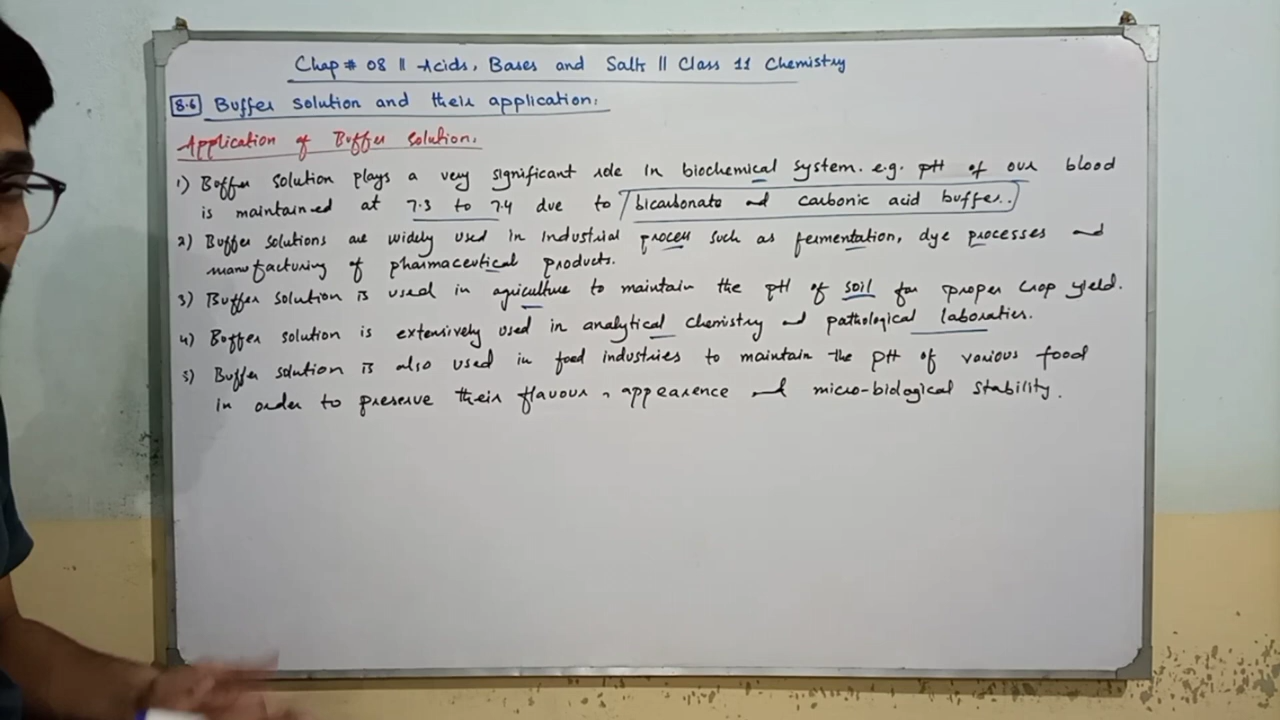 Chap # 08 || Acids, Bases and Salts || Class 11 Chemistry
8.6 Buffer solution and their application.
Application of Buffer solution.
1) Buffer solution plays a very significant role in biochemical system. e.g. pH of our blood
is maintained at 7.3 to 7.4 due to bicarbonate and carbonic acid buffer.
2) Buffer solutions are widely used in industrial process such as fermentation, dye processes and
manufacturing of pharmaceutical products.
3) Buffer solution is used in agriculture to maintain the pH of soil for proper crop yield.
4) Buffer solution is extensively used in analytical chemistry and pathological laboraties.
5) Buffer solution is also used in food industries to maintain the pH of various food
in order to preserve their flavour, appearence and micro-biological stability.